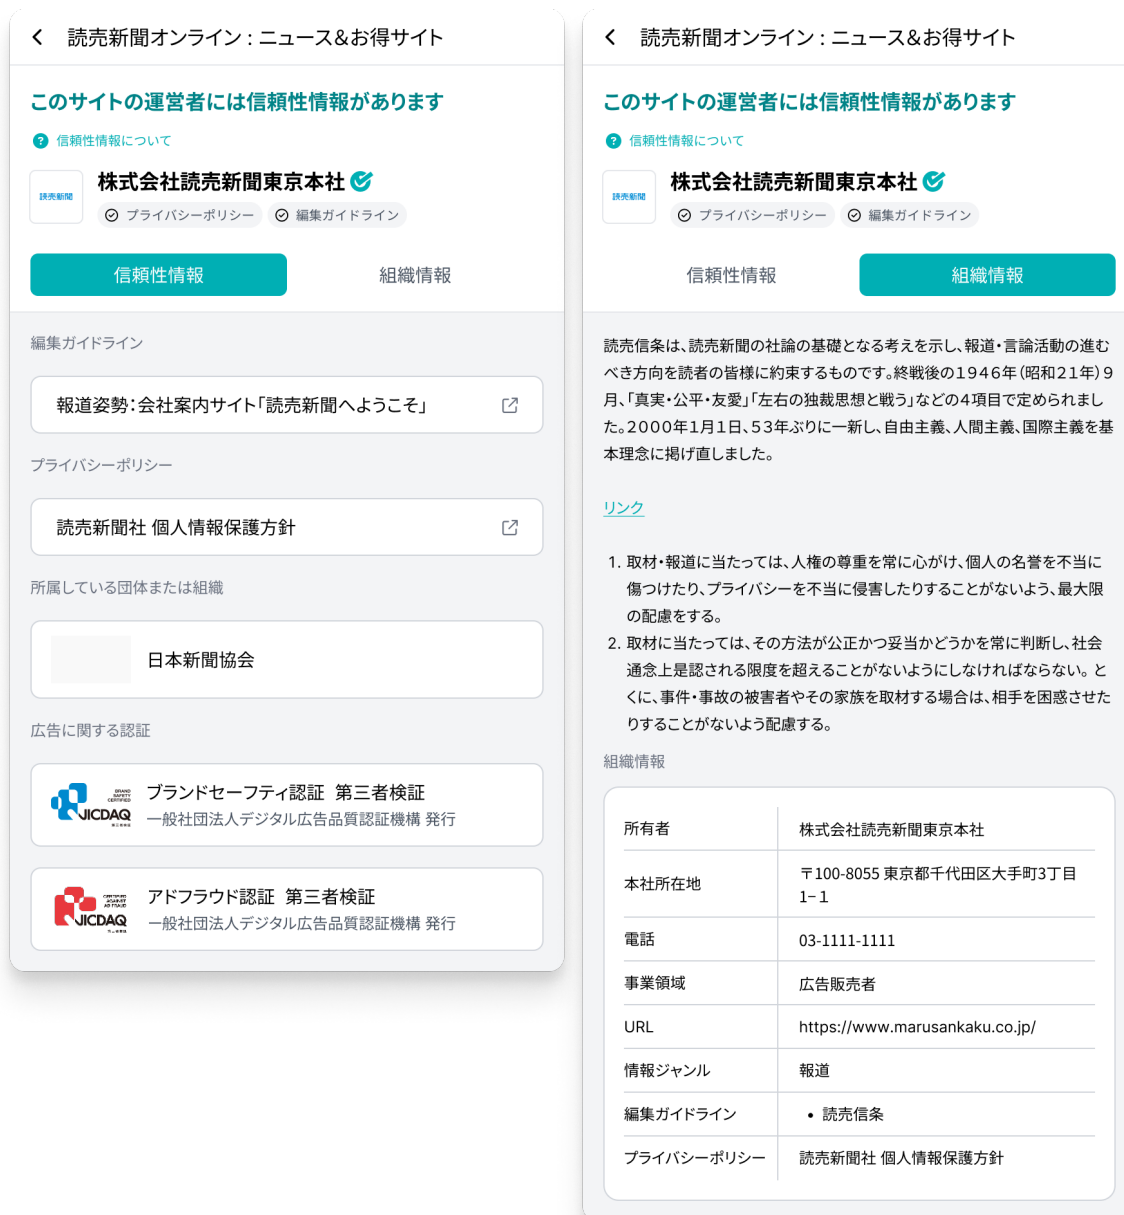 読売新聞オンライン : ニュース&お得サイト
このサイトの運営者には信頼性情報があります
? 信頼性情報について
読売新聞
株式会社読売新聞東京本社
プライバシーポリシー
編集ガイドライン
信頼性情報
組織情報
編集ガイドライン
報道姿勢：会社案内サイト「読売新聞へようこそ」
プライバシーポリシー
読売新聞社 個人情報保護方針
所属している団体または組織
日本新聞協会
広告に関する認証
BRAND
SAFETY
CERTIFIED
JICDAQ
第三者検証
ブランドセーフティ認証 第三者検証
一般社団法人デジタル広告品質認証機構 発行
CERTIFIED
AGAINST
AD FRAUD
JICDAQ
第三者検証
アドフラウド認証 第三者検証
一般社団法人デジタル広告品質認証機構 発行
読売新聞オンライン : ニュース&お得サイト
このサイトの運営者には信頼性情報があります
? 信頼性情報について
読売新聞
株式会社読売新聞東京本社
プライバシーポリシー
編集ガイドライン
信頼性情報
組織情報
読売信条は、読売新聞の社論の基礎となる考えを示し、報道・言論活動の進む
べき方向を読者の皆様に約束するものです。終戦後の１９４６年（昭和２１年）９
月、「真実・公平・友愛」「左右の独裁思想と戦う」などの４項目で定められまし
た。２０００年１月１日、５３年ぶりに一新し、自由主義、人間主義、国際主義を基
本理念に掲げ直しました。
リンク
1. 取材・報道に当たっては、人権の尊重を常に心がけ、個人の名誉を不当に
傷つけたり、プライバシーを不当に侵害したりすることがないよう、最大限
の配慮をする。
2. 取材に当たっては、その方法が公正かつ妥当かどうかを常に判断し、社会
通念上是認される限度を超えることがないようにしなければならない。と
くに、事件・事故の被害者やその家族を取材する場合は、相手を困惑させた
りすることがないよう配慮する。
組織情報
所有者
株式会社読売新聞東京本社
本社所在地
〒100-8055 東京都千代田区大手町3丁目
1−１
電話
03-1111-1111
事業領域
広告販売者
URL
https://www.marusankaku.co.jp/
情報ジャンル
報道
編集ガイドライン
• 読売信条
プライバシーポリシー
読売新聞社 個人情報保護方針